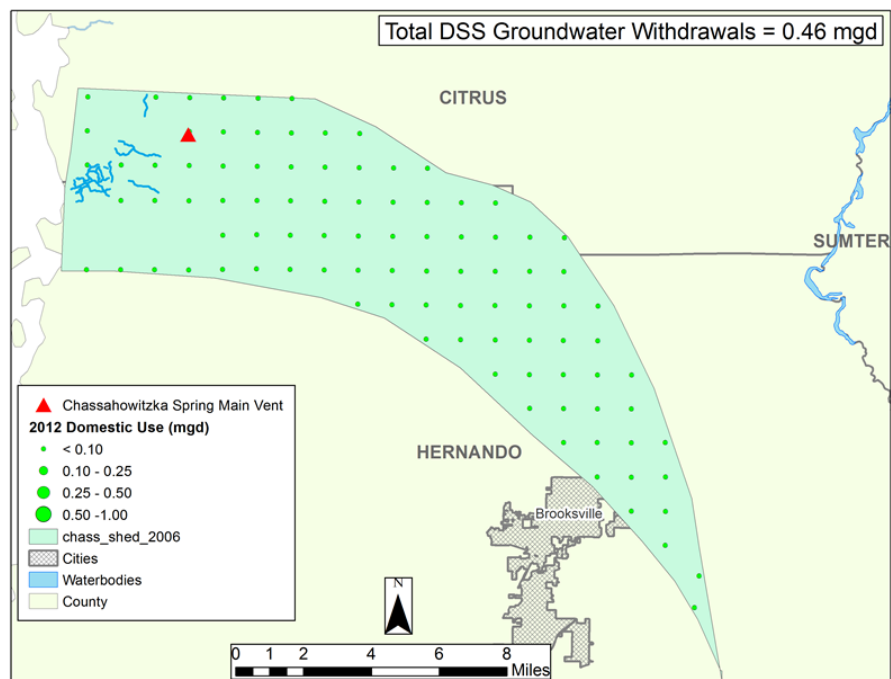 Total DSS Groundwater Withdrawals = 0.46 mgd
CITRUS
SUMTER
HERNANDO
Brooksville
Chassahowitzka Spring Main Vent
2012 Domestic Use (mgd)
< 0.10
0.10 - 0.25
0.25 - 0.50
0.50 -1.00
chass_shed_2006
Cities
Waterbodies
County
N
0 1 2 4 6 8
Miles